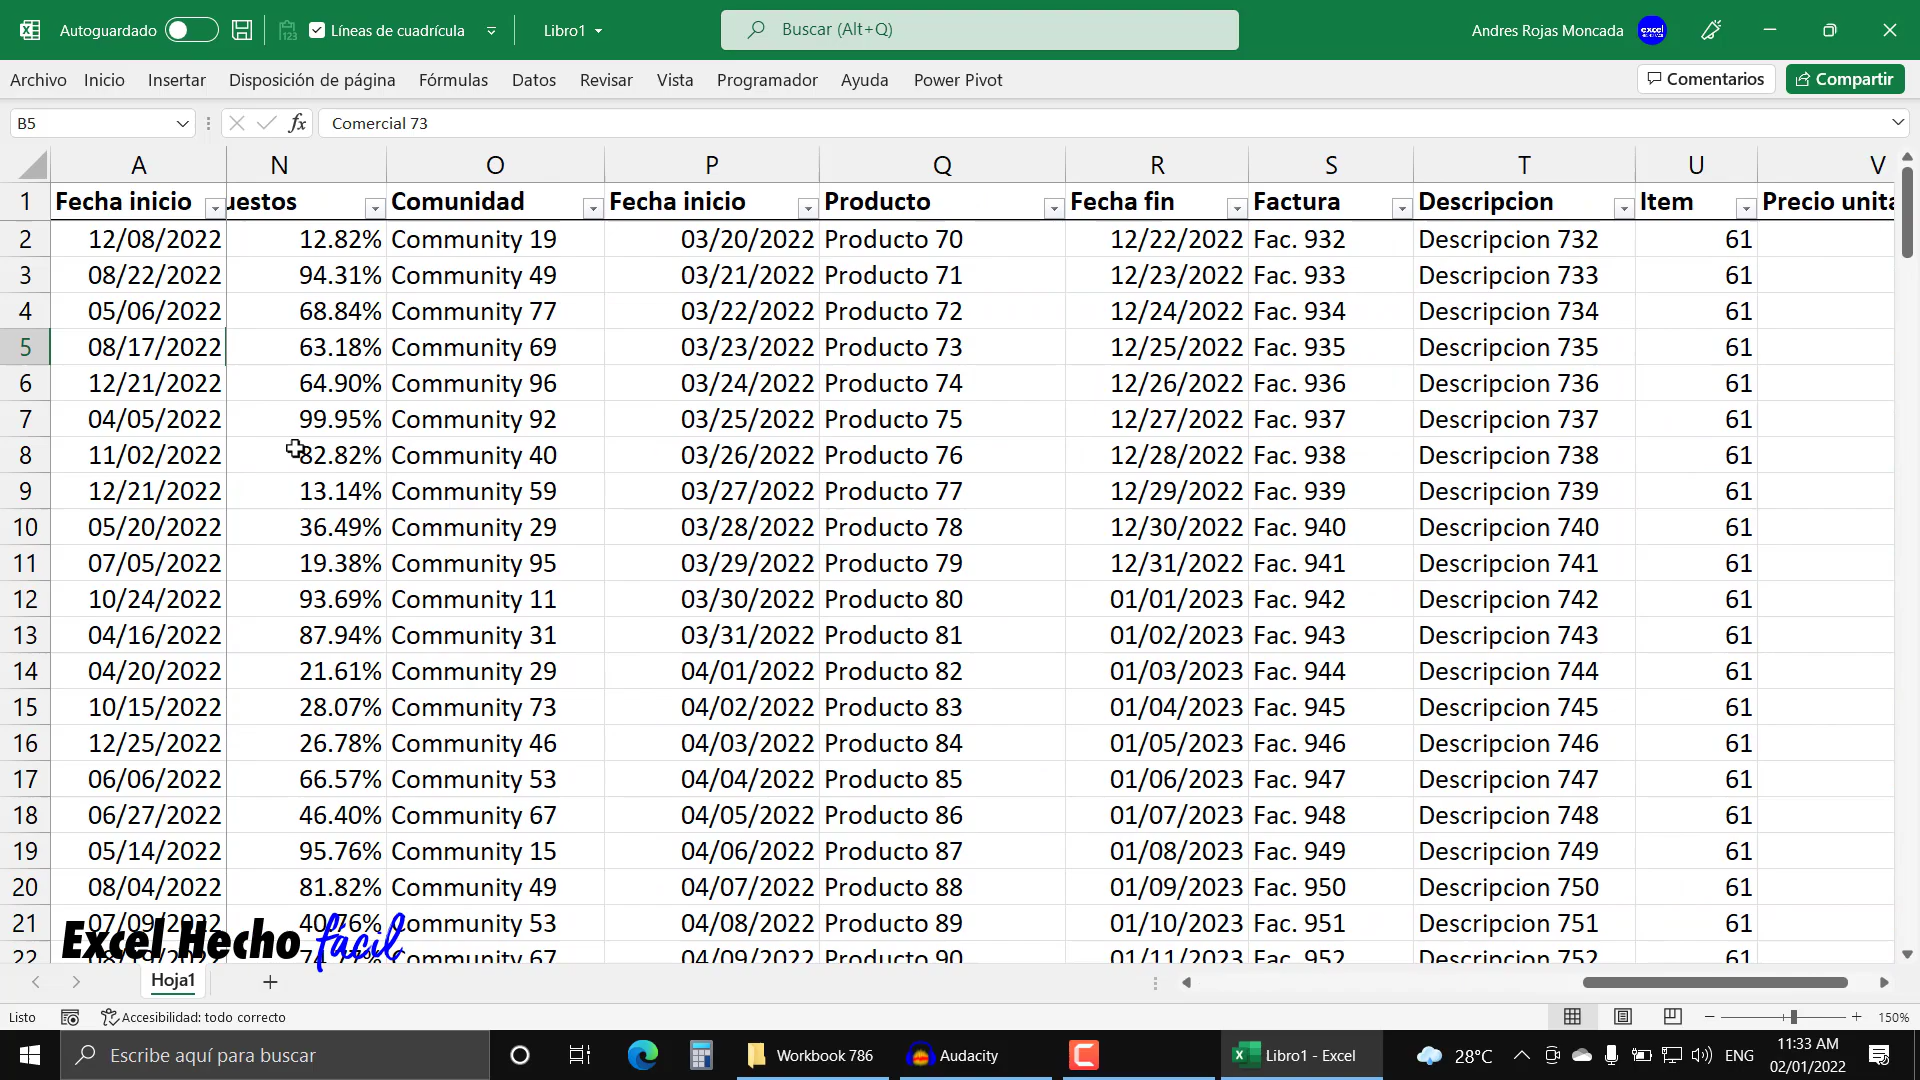 Autoguardado Líneas de cuadrícula Libro1 Buscar (Alt+Q) Andres Rojas Moncada
Archivo Inicio Insertar Disposición de página Fórmulas Datos Revisar Vista Programador Ayuda Power Pivot Comentarios Compartir
B5 fx Comercial 73
A N O P Q R S T U V
1 Fecha inicio uestos Comunidad Fecha inicio Producto Fecha fin Factura Descripcion Item Precio unita
2 12/08/2022 12.82% Community 19 03/20/2022 Producto 70 12/22/2022 Fac. 932 Descripcion 732 61
3 08/22/2022 94.31% Community 49 03/21/2022 Producto 71 12/23/2022 Fac. 933 Descripcion 733 61
4 05/06/2022 68.84% Community 77 03/22/2022 Producto 72 12/24/2022 Fac. 934 Descripcion 734 61
5 08/17/2022 63.18% Community 69 03/23/2022 Producto 73 12/25/2022 Fac. 935 Descripcion 735 61
6 12/21/2022 64.90% Community 96 03/24/2022 Producto 74 12/26/2022 Fac. 936 Descripcion 736 61
7 04/05/2022 99.95% Community 92 03/25/2022 Producto 75 12/27/2022 Fac. 937 Descripcion 737 61
8 11/02/2022 82.82% Community 40 03/26/2022 Producto 76 12/28/2022 Fac. 938 Descripcion 738 61
9 12/21/2022 13.14% Community 59 03/27/2022 Producto 77 12/29/2022 Fac. 939 Descripcion 739 61
10 05/20/2022 36.49% Community 29 03/28/2022 Producto 78 12/30/2022 Fac. 940 Descripcion 740 61
11 07/05/2022 19.38% Community 95 03/29/2022 Producto 79 12/31/2022 Fac. 941 Descripcion 741 61
12 10/24/2022 93.69% Community 11 03/30/2022 Producto 80 01/01/2023 Fac. 942 Descripcion 742 61
13 04/16/2022 87.94% Community 31 03/31/2022 Producto 81 01/02/2023 Fac. 943 Descripcion 743 61
14 04/20/2022 21.61% Community 29 04/01/2022 Producto 82 01/03/2023 Fac. 944 Descripcion 744 61
15 10/15/2022 28.07% Community 73 04/02/2022 Producto 83 01/04/2023 Fac. 945 Descripcion 745 61
16 12/25/2022 26.78% Community 46 04/03/2022 Producto 84 01/05/2023 Fac. 946 Descripcion 746 61
17 06/06/2022 66.57% Community 53 04/04/2022 Producto 85 01/06/2023 Fac. 947 Descripcion 747 61
18 06/27/2022 46.40% Community 67 04/05/2022 Producto 86 01/07/2023 Fac. 948 Descripcion 748 61
19 05/14/2022 95.76% Community 15 04/06/2022 Producto 87 01/08/2023 Fac. 949 Descripcion 749 61
20 08/04/2022 81.82% Community 49 04/07/2022 Producto 88 01/09/2023 Fac. 950 Descripcion 750 61
21 07/09/2022 40.76% Community 53 04/08/2022 Producto 89 01/10/2023 Fac. 951 Descripcion 751 61
22 Community 67 04/09/2022 Producto 90 01/11/2023 Fac. 952 Descripcion 752 61
Excel Hecho fácil
Hoja1
Listo Accesibilidad: todo correcto 150%
Escribe aquí para buscar Workbook 786 Audacity Libro1 - Excel 28°C ENG 11:33 AM
02/01/2022